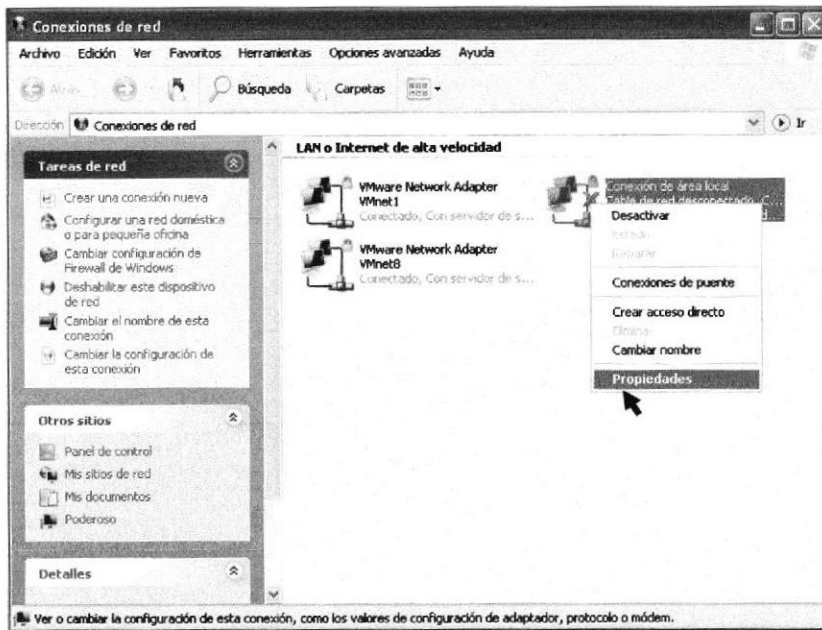 Conexiones de red
Archivo Edición Ver Favoritos Herramientas Opciones avanzadas Ayuda
Atrás Búsqueda Carpetas
Dirección Conexiones de red Ir
Tareas de red
Crear una conexión nueva
Configurar una red doméstica
o para pequeña oficina
Cambiar configuración de
Firewall de Windows
Deshabilitar este dispositivo
de red
Cambiar el nombre de esta
conexión
Cambiar la configuración de
esta conexión
Otros sitios
Panel de control
Mis sitios de red
Mis documentos
Poderoso
Detalles
LAN o Internet de alta velocidad
VMware Network Adapter
VMnet1
Conectado, Con servidor de s...
VMware Network Adapter
VMnet8
Conectado, Con servidor de s...
Conexión de área local
Cable de red desconectado, C...
Desactivar
Estado
Reparar
Conexiones de puente
Crear acceso directo
Eliminar
Cambiar nombre
Propiedades
Ver o cambiar la configuración de esta conexión, como los valores de configuración de adaptador, protocolo o módem.